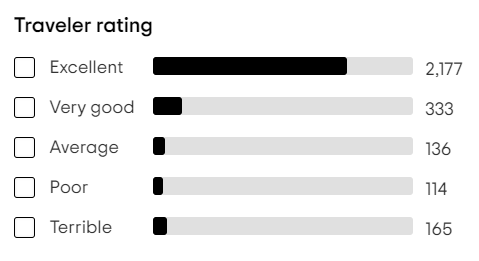 Traveler rating
Excellent 2,177
Very good 333
Average 136
Poor 114
Terrible 165